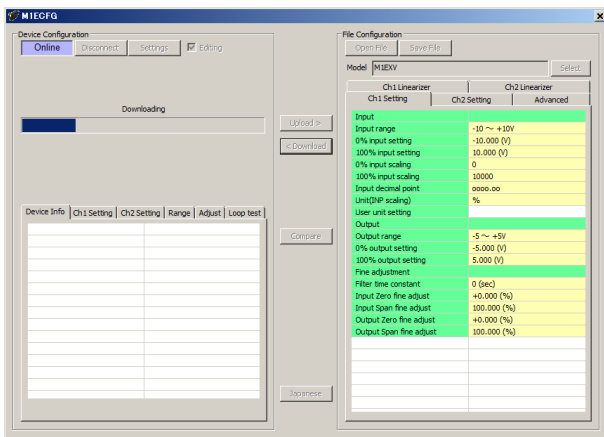 M1ECFG
Device Configuration
Online Disconnect Settings Editing
Downloading
Device Info Ch1 Setting Ch2 Setting Range Adjust Loop test
Upload >
< Download
Compare
Japanese
File Configuration
Open File Save File
Model M1EXV Select
Ch1 Linearizer Ch2 Linearizer
Ch1 Setting Ch2 Setting Advanced
Input
Input range -10 ～ +10V
0% input setting -10.000 (V)
100% input setting 10.000 (V)
0% input scaling 0
100% input scaling 10000
Input decimal point oooo.oo
Unit(INP scaling) %
User unit setting
Output
Output range -5 ～ +5V
0% output setting -5.000 (V)
100% output setting 5.000 (V)
Fine adjustment
Filter time constant 0 (sec)
Input Zero fine adjust +0.000 (%)
Input Span fine adjust 100.000 (%)
Output Zero fine adjust +0.000 (%)
Output Span fine adjust 100.000 (%)